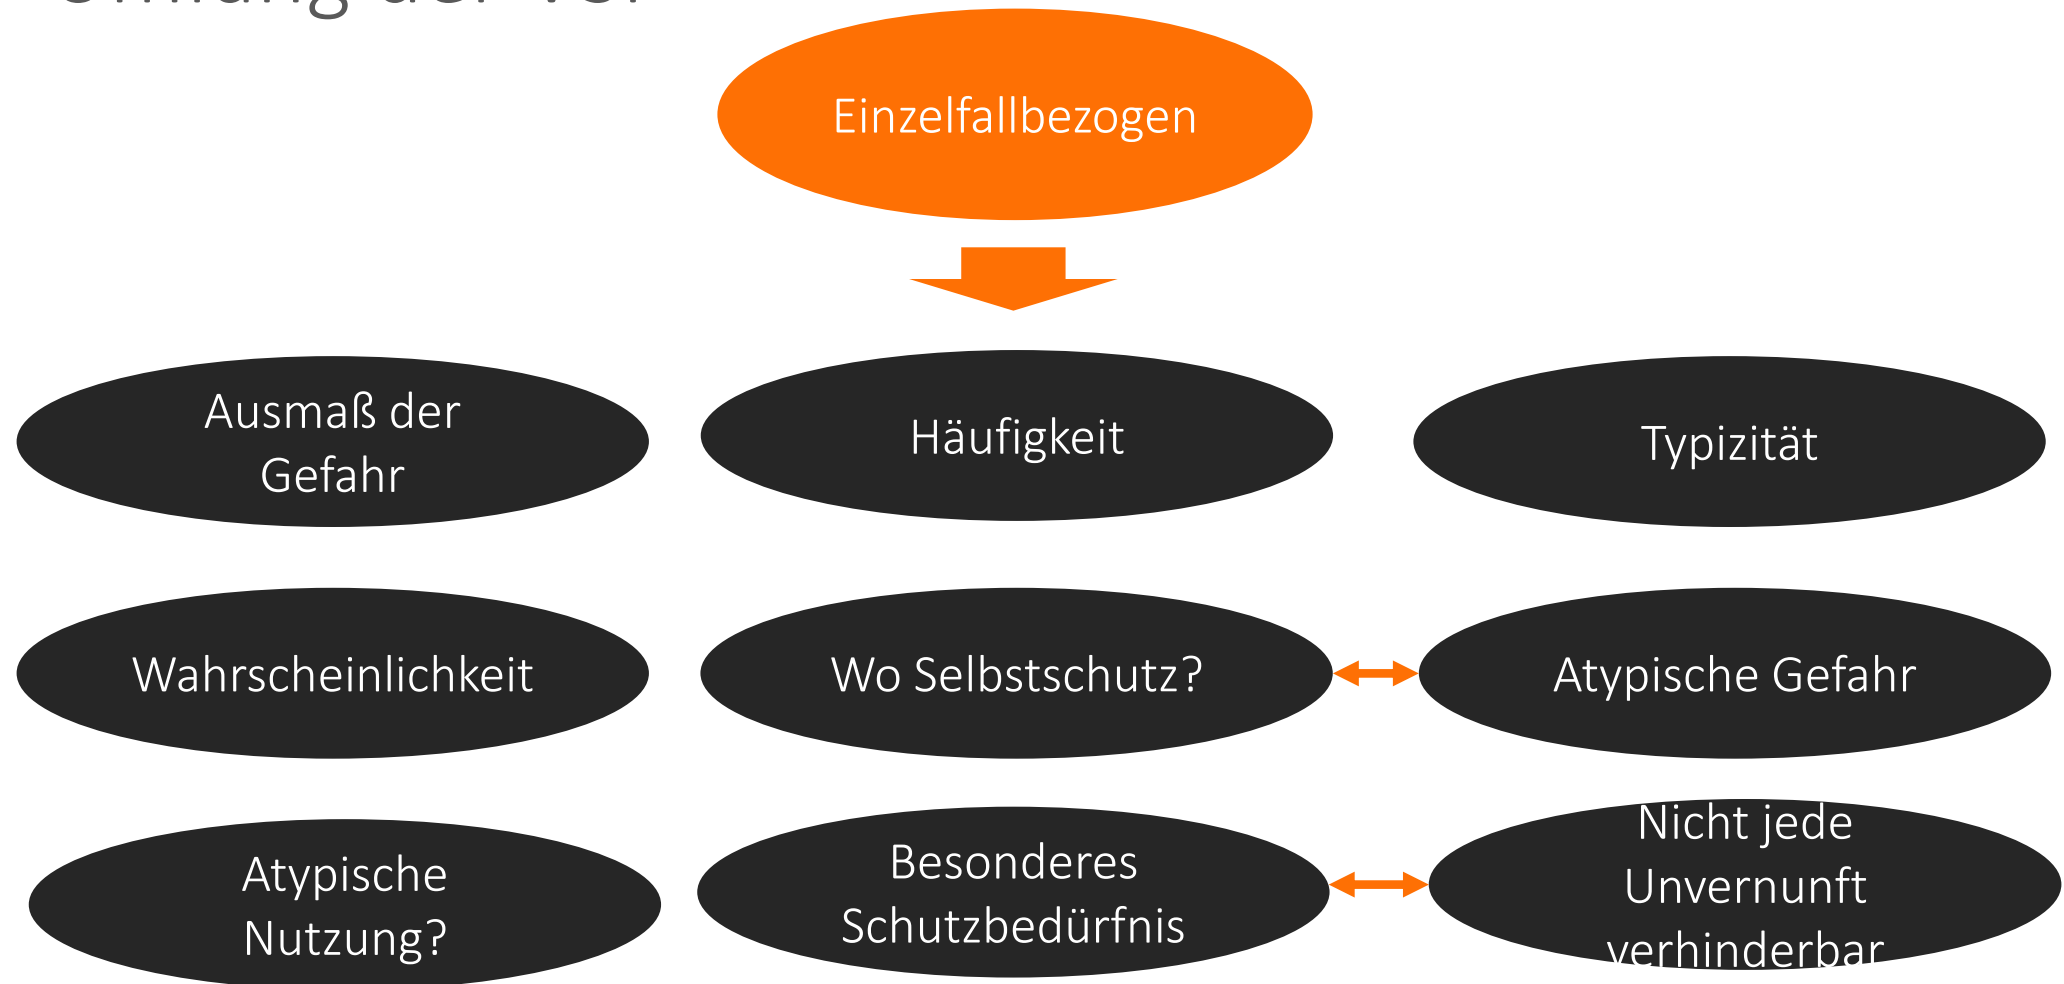 der
Einzelfallbezogen
Ausmaß der
Gefahr
Häufigkeit
Typizität
Wahrscheinlichkeit
Wo Selbstschutz?
Atypische Gefahr
Atypische
Nutzung?
Besonderes
Schutzbedürfnis
Nicht jede
Unvernunft
verhinderbar